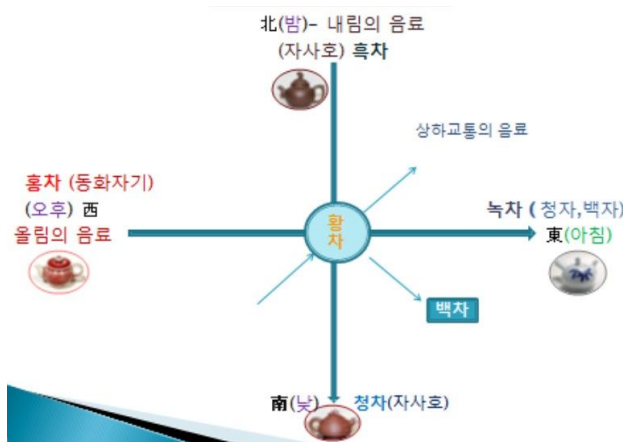 北(밤)- 내림의 음료
(자사호) 흑차
상하교통의 음료
홍차 (동화자기)
(오후) 西
올림의 음료
황
차
녹차 ( 청자,백자)
東(아침)
백차
南(낮) 청차(자사호)